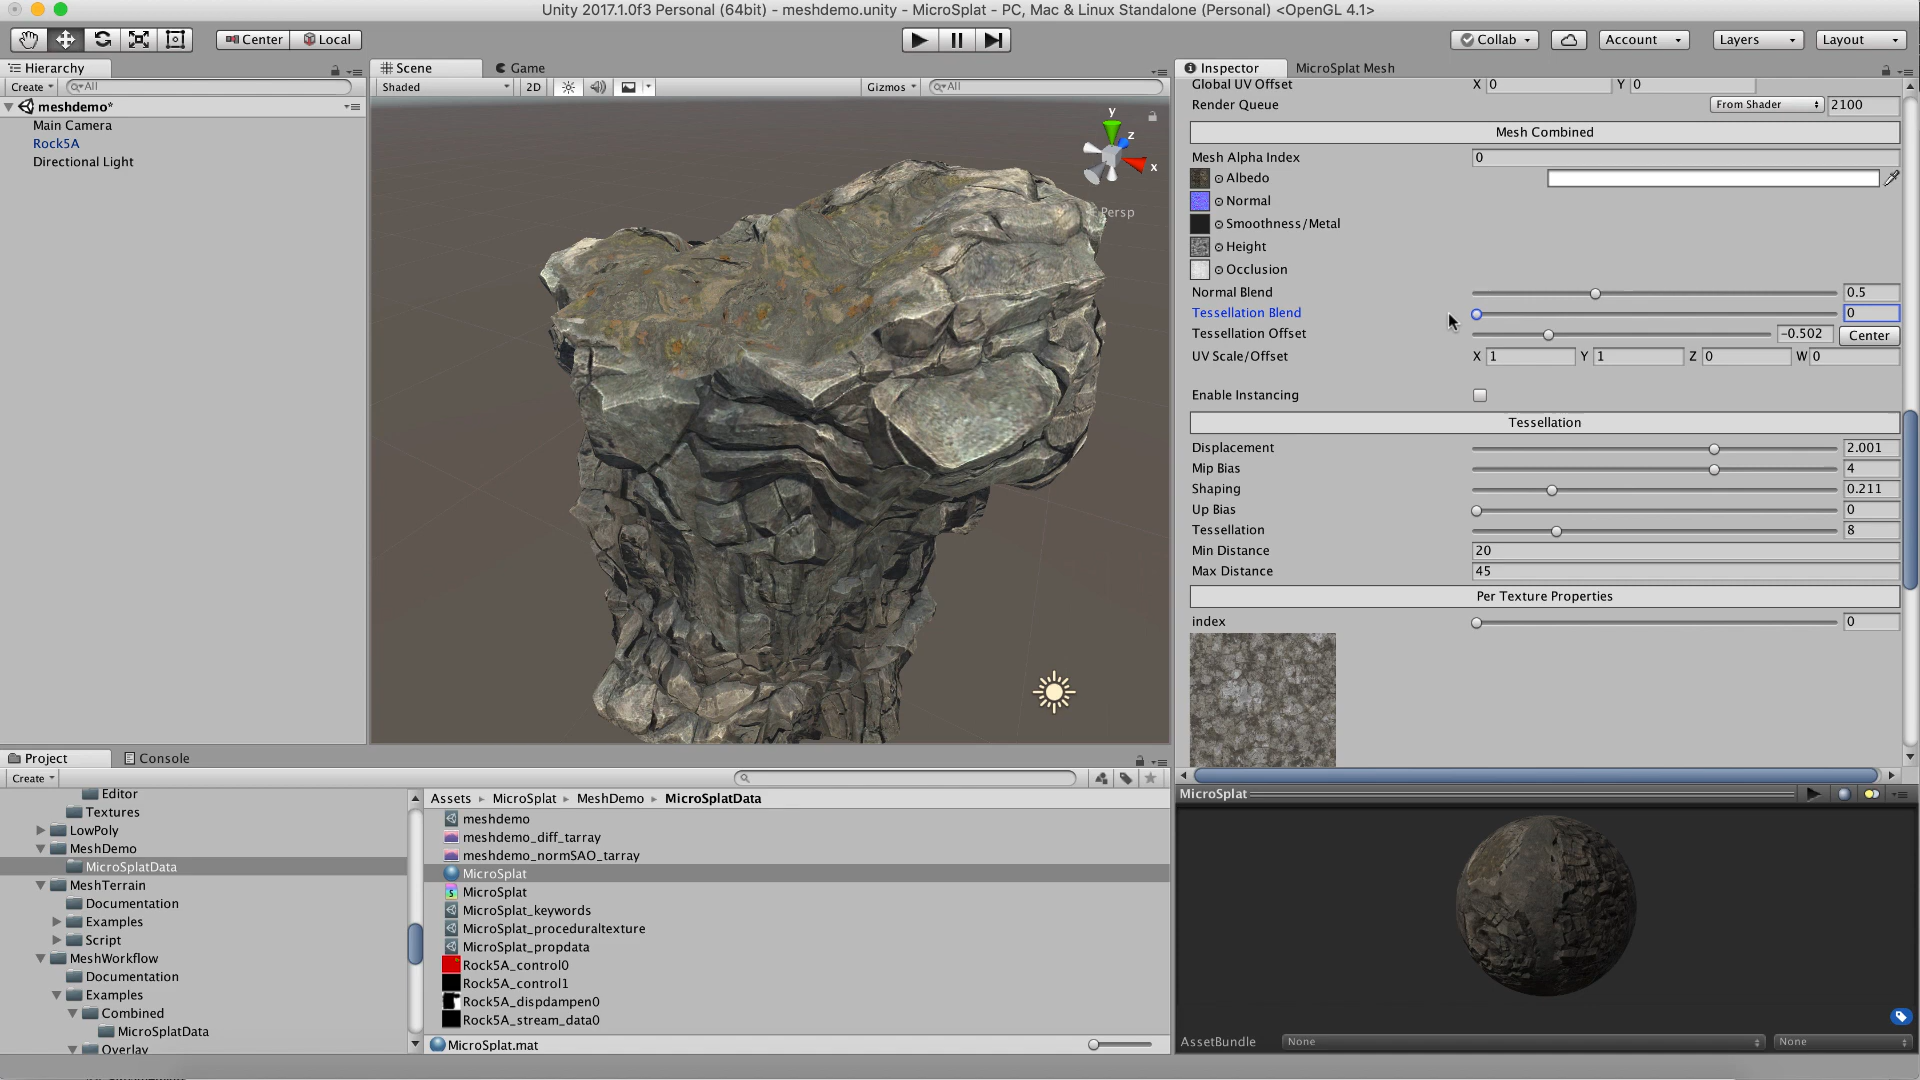 Unity 2017.1.0f3 Personal (64bit) - meshdemo.unity - MicroSplat - PC, Mac & Linux Standalone (Personal) <OpenGL 4.1>
Center Local Collab Account Layers Layout
Hierarchy
Create All
meshdemo*
Main Camera
Rock5A
Directional Light
Scene Game
Shaded 2D Gizmos All
y
z
x
Persp
Inspector MicroSplat Mesh
Global UV Offset X 0 Y 0
Render Queue From Shader 2100
Mesh Combined
Mesh Alpha Index 0
Albedo
Normal
Smoothness/Metal
Height
Occlusion
Normal Blend 0.5
Tessellation Blend 0
Tessellation Offset -0.502 Center
UV Scale/Offset X 1 Y 1 Z 0 W 0
Enable Instancing
Tessellation
Displacement 2.001
Mip Bias 4
Shaping 0.211
Up Bias 0
Tessellation 8
Min Distance 20
Max Distance 45
Per Texture Properties
index 0
Project Console
Create
Editor
Textures
LowPoly
MeshDemo
MicroSplatData
MeshTerrain
Documentation
Examples
Script
MeshWorkflow
Documentation
Examples
Combined
MicroSplatData
Overlay
Assets MicroSplat MeshDemo MicroSplatData
meshdemo
meshdemo_diff_tarray
meshdemo_normSAO_tarray
MicroSplat
MicroSplat
MicroSplat_keywords
MicroSplat_proceduraltexture
MicroSplat_propdata
Rock5A_control0
Rock5A_control1
Rock5A_dispdampen0
Rock5A_stream_data0
MicroSplat.mat
MicroSplat
AssetBundle None None